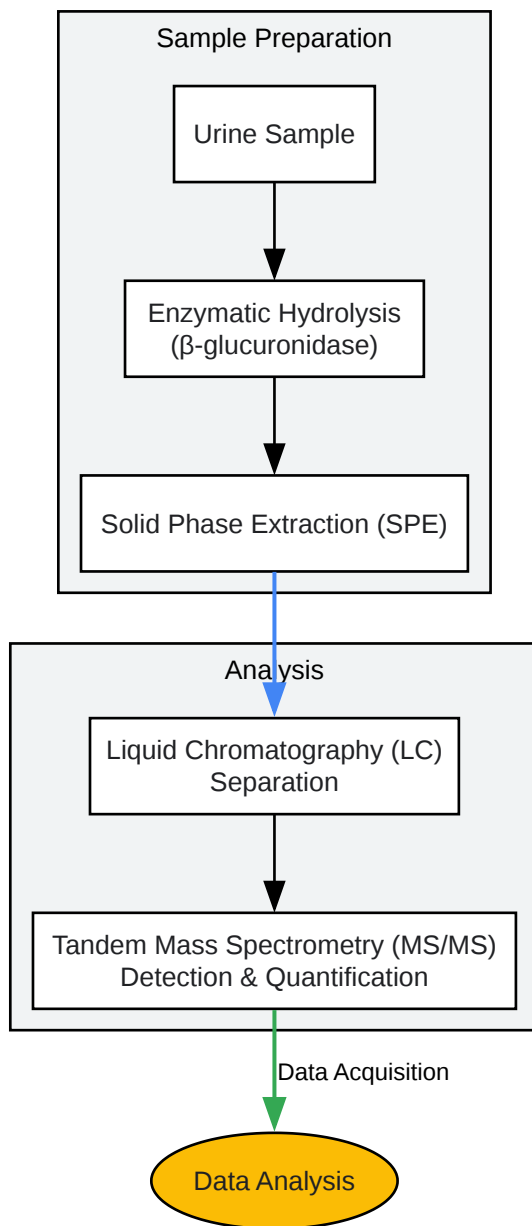 Sample Preparation
Urine Sample
Enzymatic Hydrolysis
(β-glucuronidase)
Solid Phase Extraction (SPE)
Analysis
Liquid Chromatography (LC)
Separation
Tandem Mass Spectrometry (MS/MS)
Detection & Quantification
Data Acquisition
Data Analysis